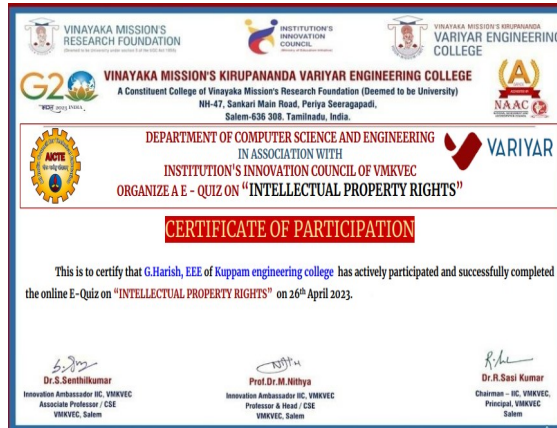 VINAYAKA MISSION'S
RESEARCH FOUNDATION
INSTITUTION'S
INNOVATION
COUNCIL
VINAYAKA MISSION'S KIRUPANANDA
VARIYAR ENGINEERING
COLLEGE
G20
VINAYAKA MISSION'S KIRUPANANDA VARIYAR ENGINEERING COLLEGE
A Constituent College of Vinayaka Mission's Research Foundation (Deemed to be University)
NH-47, Sankari Main Road, Periya Seeragapadi,
Salem-636 308. Tamilnadu, India.
2023 INDIA
A
NAAC
AICTE
DEPARTMENT OF COMPUTER SCIENCE AND ENGINEERING
IN ASSOCIATION WITH
INSTITUTION'S INNOVATION COUNCIL OF VMKVEC
ORGANIZE A E - QUIZ ON “INTELLECTUAL PROPERTY RIGHTS”
VARIYAR
CERTIFICATE OF PARTICIPATION
This is to certify that G.Harish, EEE of Kuppam engineering college has actively participated and successfully completed
the online E-Quiz on “INTELLECTUAL PROPERTY RIGHTS” on 26th April 2023.
Dr.S.Senthilkumar
Innovation Ambassador IIC, VMKVEC
Associate Professor / CSE
VMKVEC, Salem
Prof.Dr.M.Nithya
Innovation Ambassador IIC, VMKVEC
Professor & Head / CSE
VMKVEC, Salem
Dr.R.Sasi Kumar
Chairman – IIC, VMKVEC,
Principal, VMKVEC
Salem